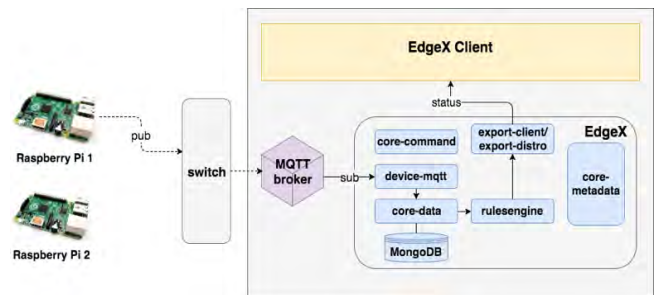 EdgeX Client
status
EdgeX
export-client/
export-distro
core-command
core-
metadata
pub
Raspberry Pi 1
switch
MQTT
broker
sub
device-mqtt
core-data
rulesengine
MongoDB
Raspberry Pi 2